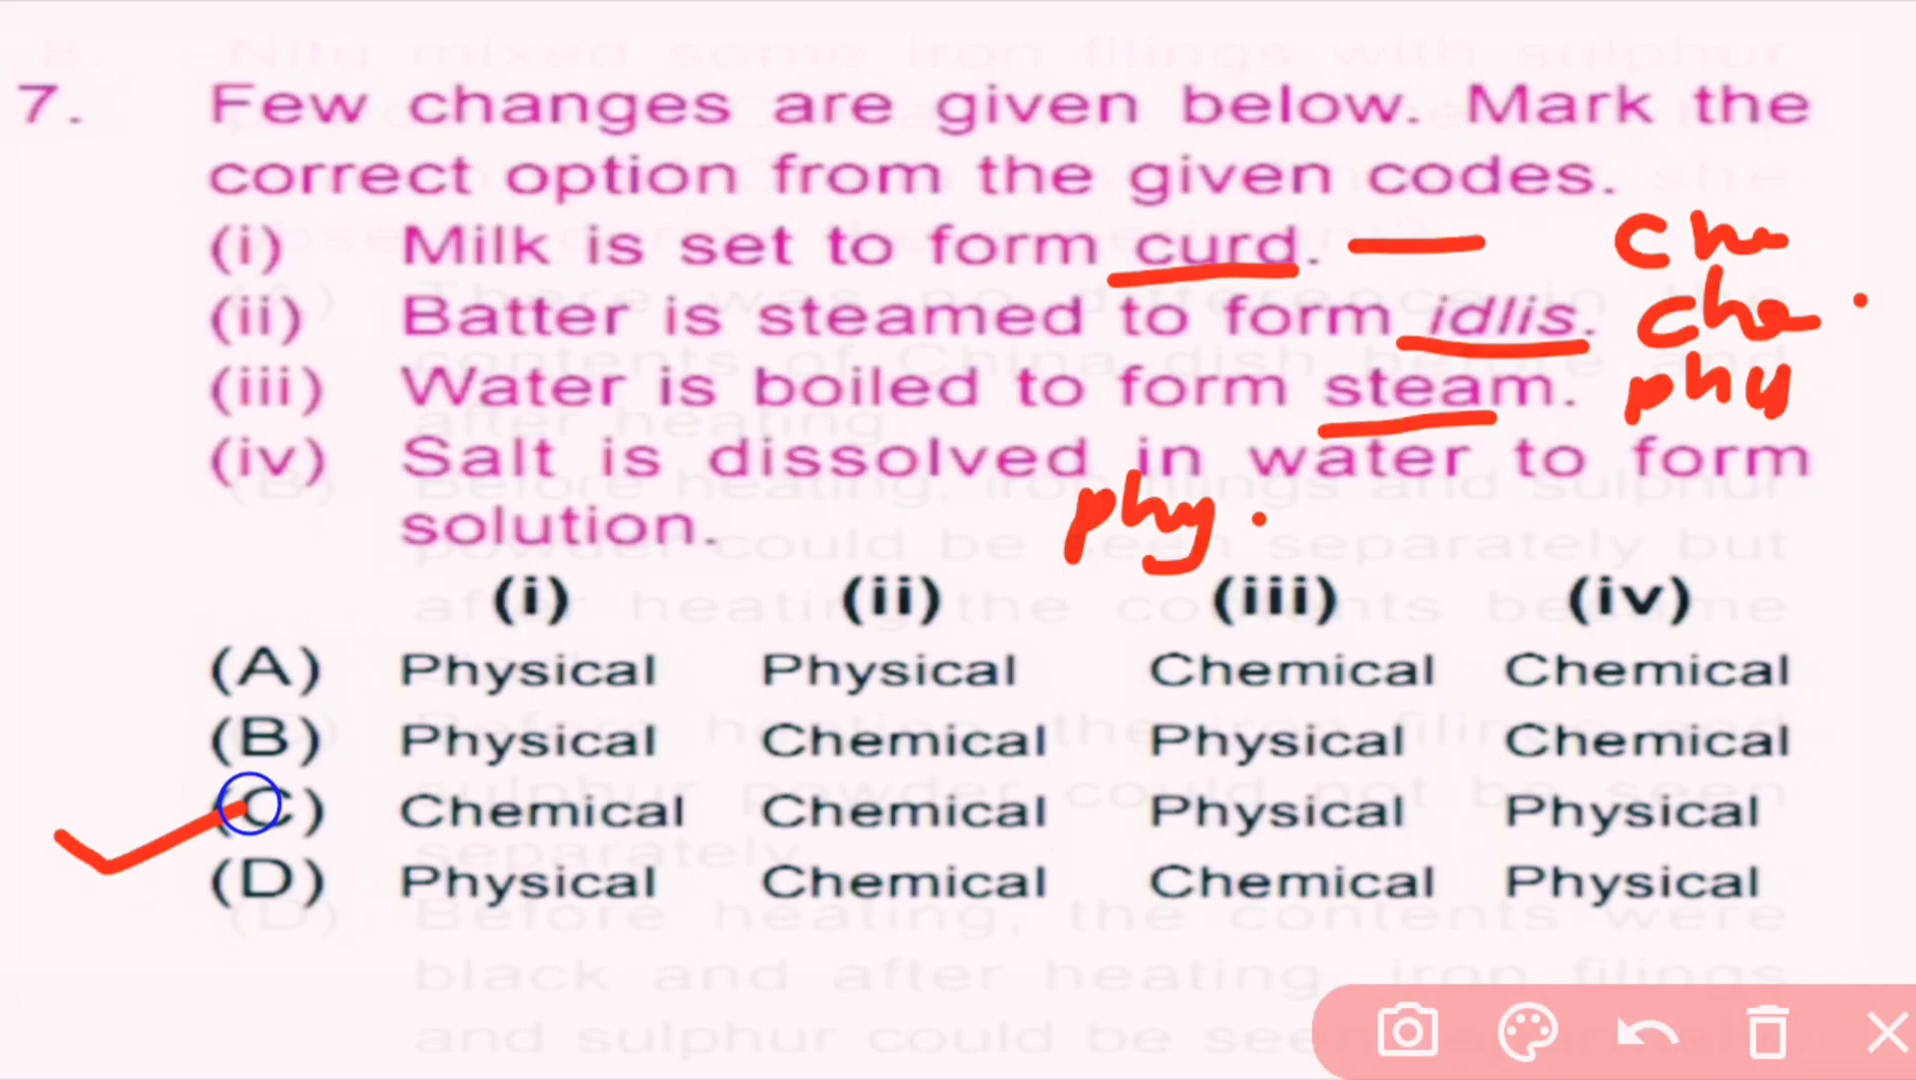 7. Few changes are given below. Mark the
correct option from the given codes.
(i) Milk is set to form curd. — che
(ii) Batter is steamed to form idlis. che.
(iii) Water is boiled to form steam. phy
(iv) Salt is dissolved in water to form
solution. phy.
(i) (ii) (iii) (iv)
(A) Physical Physical Chemical Chemical
(B) Physical Chemical Physical Chemical
(C) Chemical Chemical Physical Physical
(D) Physical Chemical Chemical Physical